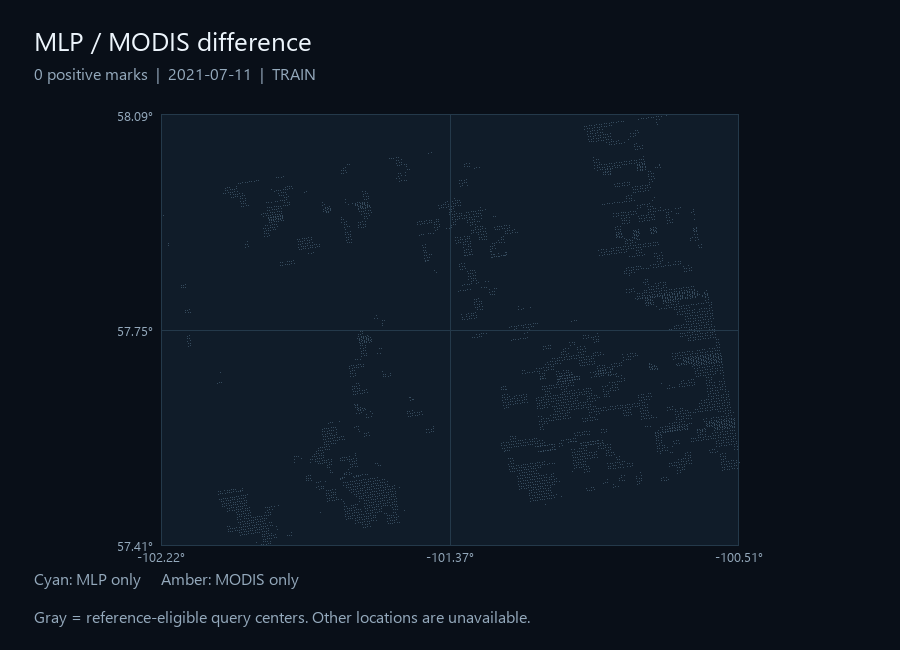 MLP / MODIS difference
0 positive marks | 2021-07-11 | TRAIN
58.09°
57.75°
57.41°
-102.22° -101.37° -100.51°
Cyan: MLP only Amber: MODIS only
Gray = reference-eligible query centers. Other locations are unavailable.